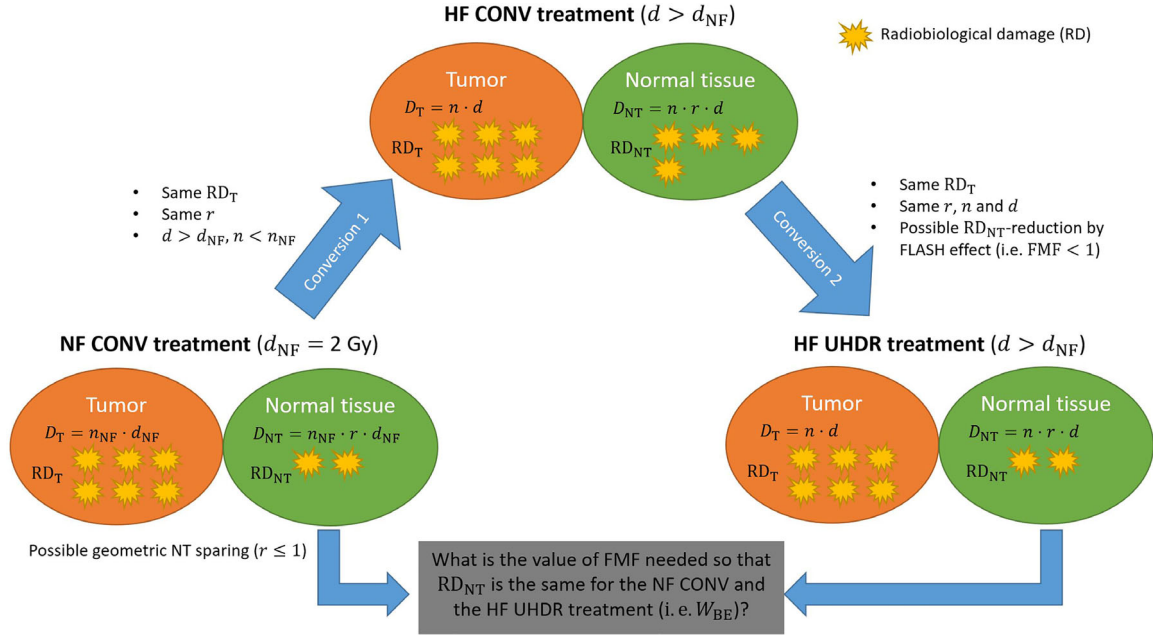 HF CONV treatment (d > d_NF)
Radiobiological damage (RD)
Tumor
D_T = n · d
RD_T
Normal tissue
D_NT = n · r · d
RD_NT
• Same RD_T
• Same r
• d > d_NF, n < n_NF
Conversion 1
• Same RD_T
• Same r, n and d
• Possible RD_NT-reduction by
FLASH effect (i.e. FMF < 1)
Conversion 2
NF CONV treatment (d_NF = 2 Gy)
Tumor
D_T = n_NF · d_NF
RD_T
Normal tissue
D_NT = n_NF · r · d_NF
RD_NT
Possible geometric NT sparing (r ≤ 1)
HF UHDR treatment (d > d_NF)
Tumor
D_T = n · d
RD_T
Normal tissue
D_NT = n · r · d
RD_NT
What is the value of FMF needed so that
RD_NT is the same for the NF CONV and
the HF UHDR treatment (i. e. W_BE)?